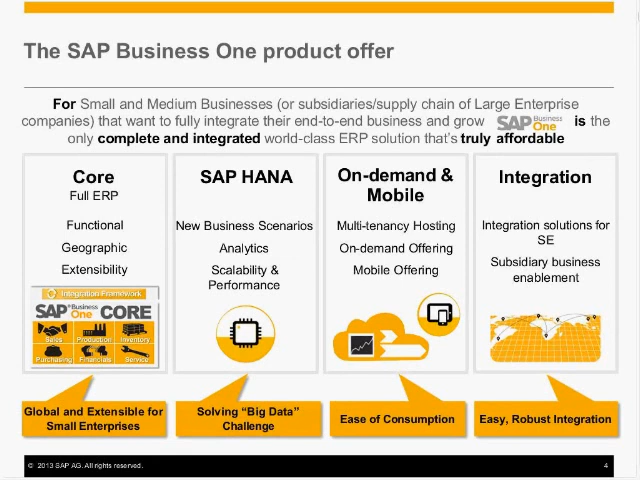 The SAP Business One product offer
For Small and Medium Businesses (or subsidiaries/supply chain of Large Enterprise
companies) that want to fully integrate their end-to-end business and grow SAP Business One is the
only complete and integrated world-class ERP solution that's truly affordable
Core
Full ERP
Functional
Geographic
Extensibility
Integration Framework
SAP Business One CORE
Sales Production Inventory
Purchasing Financials Service
Global and Extensible for
Small Enterprises
SAP HANA
New Business Scenarios
Analytics
Scalability &
Performance
Solving “Big Data”
Challenge
On-demand &
Mobile
Multi-tenancy Hosting
On-demand Offering
Mobile Offering
Ease of Consumption
Integration
Integration solutions for
SE
Subsidiary business
enablement
Easy, Robust Integration
© 2013 SAP AG. All rights reserved. 4